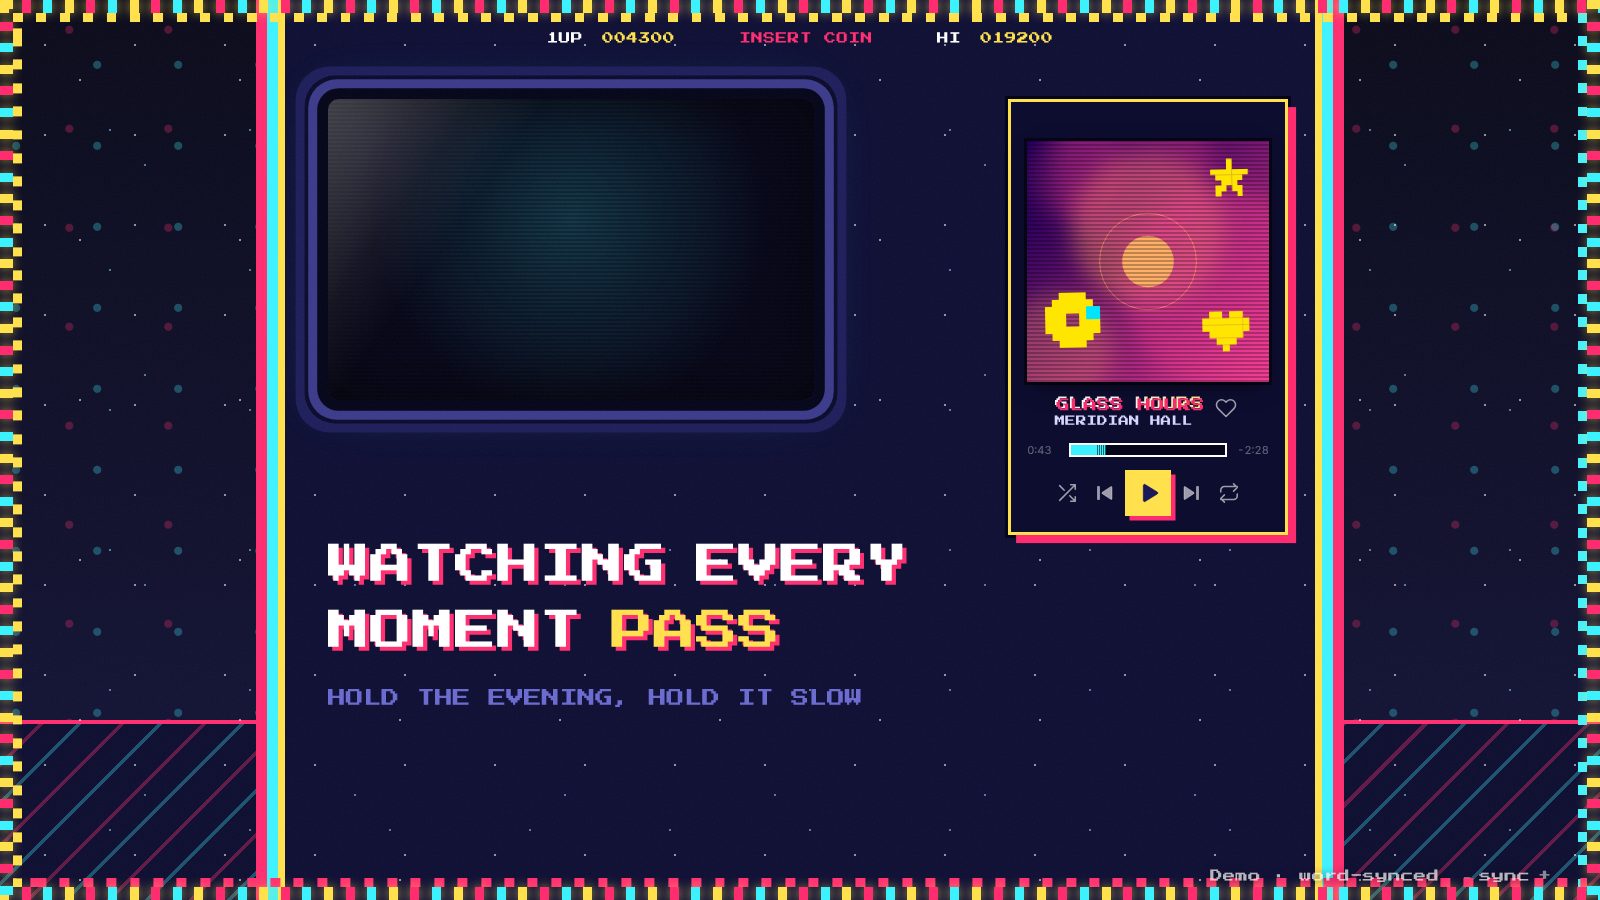 1UP 004300 INSERT COIN HI 019200
GLASS HOURS
MERIDIAN HALL
0:43 -2:28
WATCHING EVERY
MOMENT PASS
HOLD THE EVENING, HOLD IT SLOW
Demo · word-synced sync +